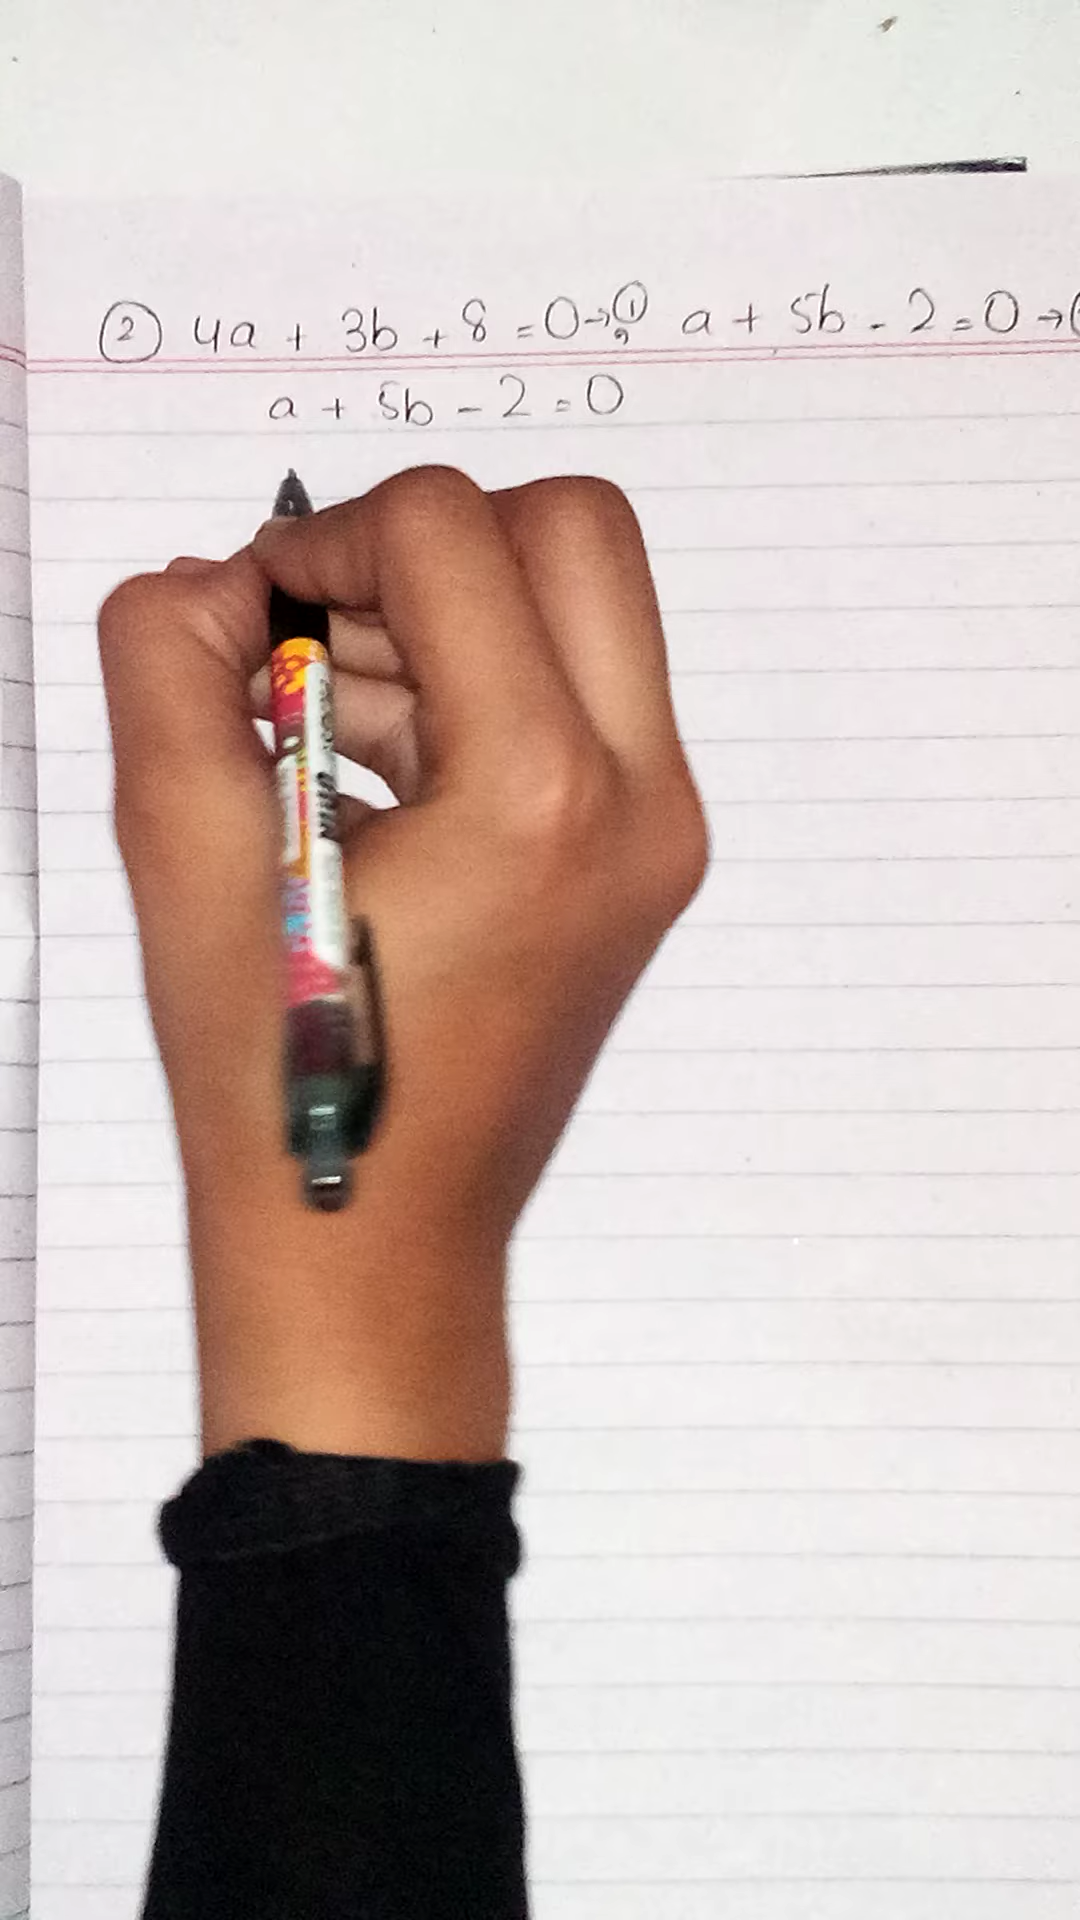 ② 4a + 3b + 8 = 0 → ①, a + 5b - 2 = 0 →
a + 5b - 2 = 0